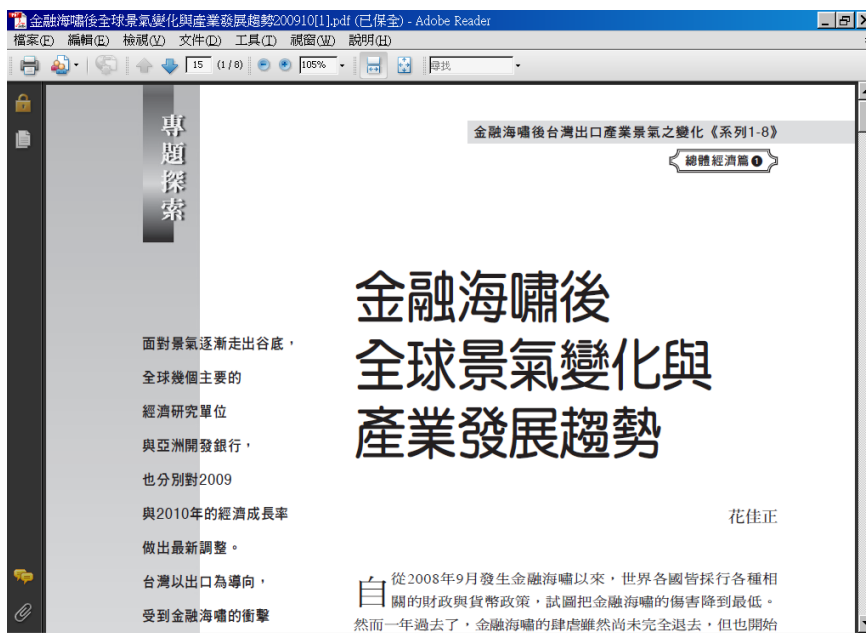 金融海嘯後全球景氣變化與產業發展趨勢200910[1].pdf (已保全) - Adobe Reader
檔案(F) 編輯(E) 檢視(V) 文件(D) 工具(T) 視窗(W) 說明(H)
15 (1 / 8) 105% 尋找
專題探索
金融海嘯後台灣出口產業景氣之變化《系列1-8》
總體經濟篇❶
金融海嘯後
全球景氣變化與
產業發展趨勢
面對景氣逐漸走出谷底，
全球幾個主要的
經濟研究單位
與亞洲開發銀行，
也分別對2009
與2010年的經濟成長率
做出最新調整。
台灣以出口為導向，
受到金融海嘯的衝擊
花佳正
自從2008年9月發生金融海嘯以來，世界各國皆採行各種相
關的財政與貨幣政策，試圖把金融海嘯的傷害降到最低。
然而一年過去了，金融海嘯的肆虐雖然尚未完全退去，但也開始